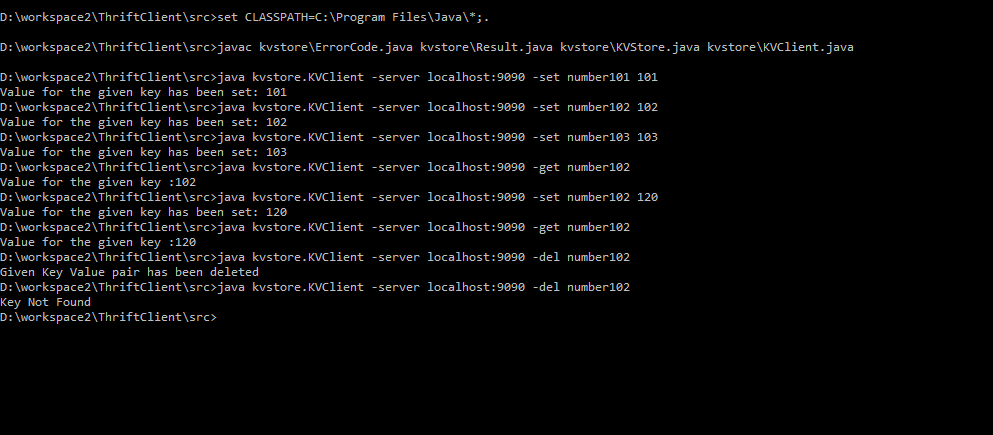 D:\workspace2\ThriftClient\src>set CLASSPATH=C:\Program Files\Java\*;.
D:\workspace2\ThriftClient\src>javac kvstore\ErrorCode.java kvstore\Result.java kvstore\KVStore.java kvstore\KVClient.java
D:\workspace2\ThriftClient\src>java kvstore.KVClient -server localhost:9090 -set number101 101
Value for the given key has been set: 101
D:\workspace2\ThriftClient\src>java kvstore.KVClient -server localhost:9090 -set number102 102
Value for the given key has been set: 102
D:\workspace2\ThriftClient\src>java kvstore.KVClient -server localhost:9090 -set number103 103
Value for the given key has been set: 103
D:\workspace2\ThriftClient\src>java kvstore.KVClient -server localhost:9090 -get number102
Value for the given key :102
D:\workspace2\ThriftClient\src>java kvstore.KVClient -server localhost:9090 -set number102 120
Value for the given key has been set: 120
D:\workspace2\ThriftClient\src>java kvstore.KVClient -server localhost:9090 -get number102
Value for the given key :120
D:\workspace2\ThriftClient\src>java kvstore.KVClient -server localhost:9090 -del number102
Given Key Value pair has been deleted
D:\workspace2\ThriftClient\src>java kvstore.KVClient -server localhost:9090 -del number102
Key Not Found
D:\workspace2\ThriftClient\src>